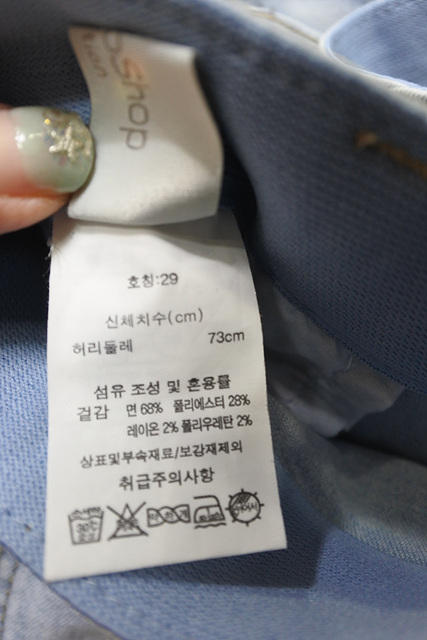 shop
호칭:29
신체치수(cm)
허리둘레 73cm
섬유 조성 및 혼용률
겉감 면 68% 폴리에스터 28%
레이온 2% 폴리우레탄 2%
상표및부속재료/보강재제외
취급주의사항
30℃